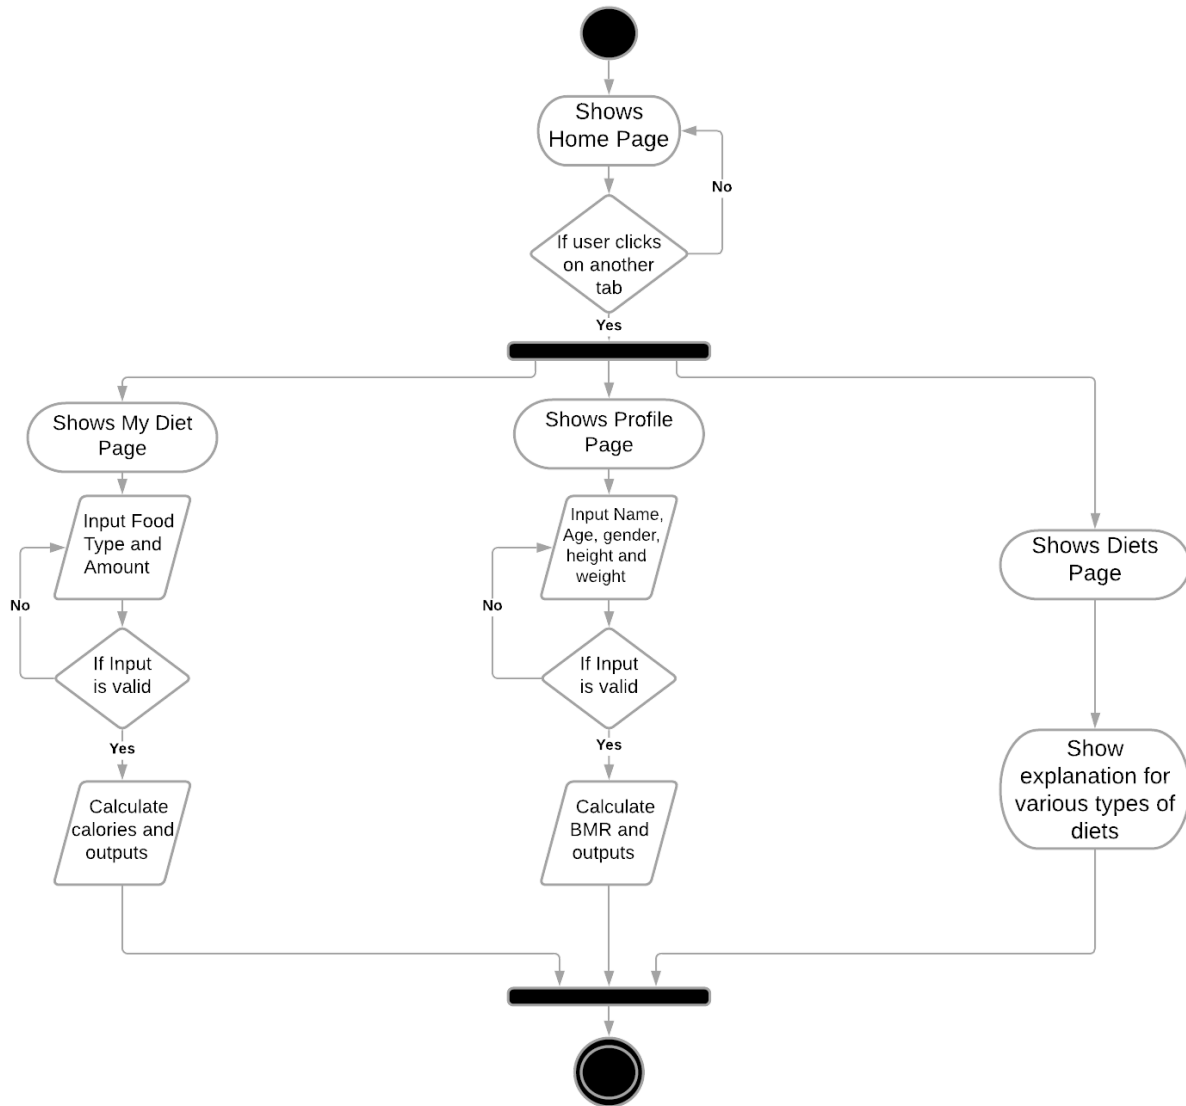 Shows
Home Page
No
If user clicks
on another
tab
Yes
Shows My Diet
Page
Shows Profile
Page
Input Food
Type and
Amount
Input Name,
Age, gender,
height and
weight
Shows Diets
Page
No
No
If Input
is valid
If Input
is valid
Yes
Yes
Show
explanation for
various types of
diets
Calculate
calories and
outputs
Calculate
BMR and
outputs